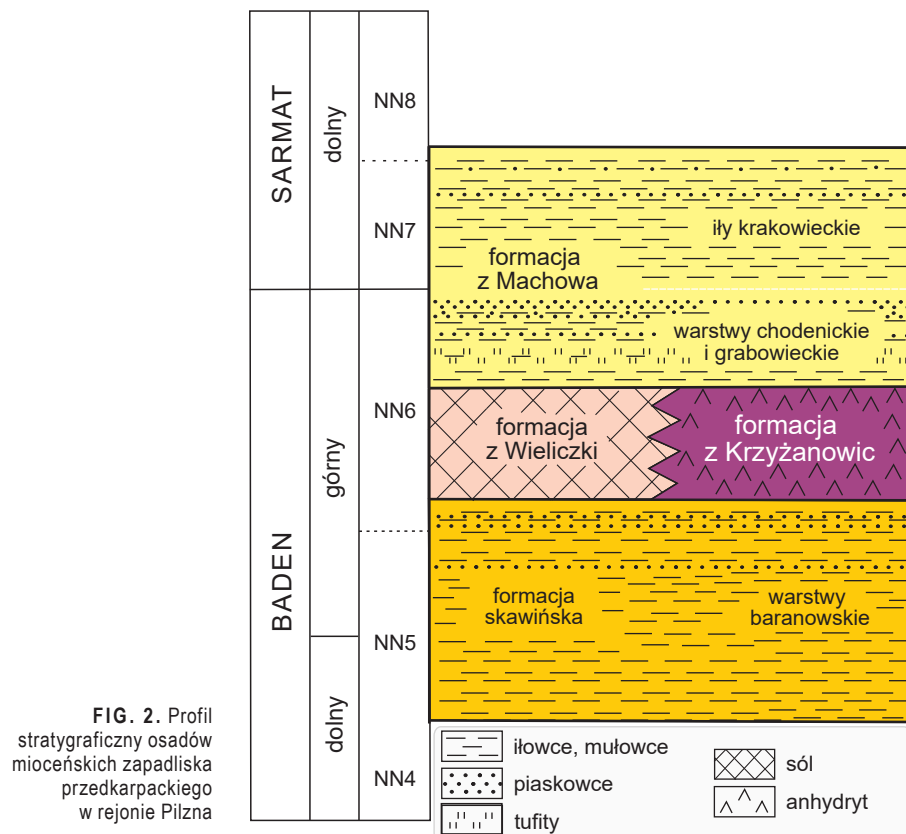 SARMAT
dolny
NN8
NN7
iły krakowieckie
formacja
z Machowa
warstwy chodenickie
i grabowieckie
BADEN
górny
NN6
formacja
z Wieliczki
formacja
z Krzyżanowic
formacja
skawińska
warstwy
baranowskie
NN5
dolny
NN4
FIG. 2. Profil
stratygraficzny osadów
mioceńskich zapadliska
przedkarpackiego
w rejonie Pilzna
iłowce, mułowce
piaskowce
tufity
sól
anhydryt